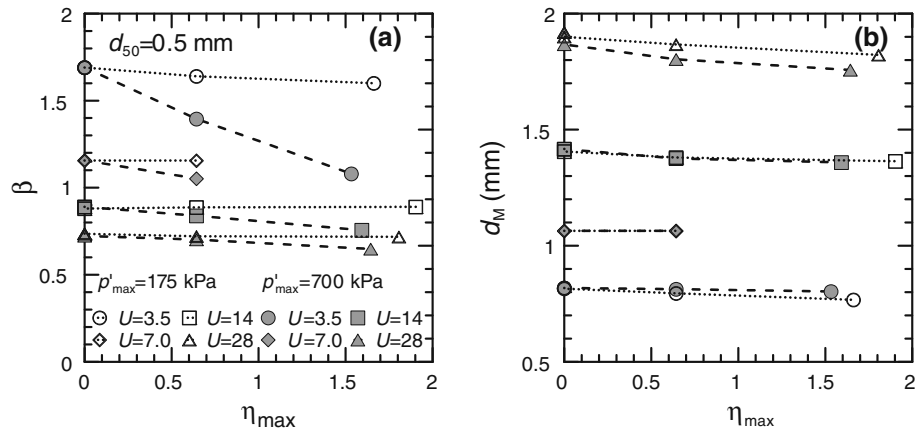 d50=0.5 mm
(a)
2
1.5
1
0.5
0
β
p'max=175 kPa p'max=700 kPa
U=3.5 U=14 U=3.5 U=14
U=7.0 U=28 U=7.0 U=28
0 0.5 1 1.5 2
ηmax
(b)
2
1.5
1
0.5
dM (mm)
0 0.5 1 1.5 2
ηmax